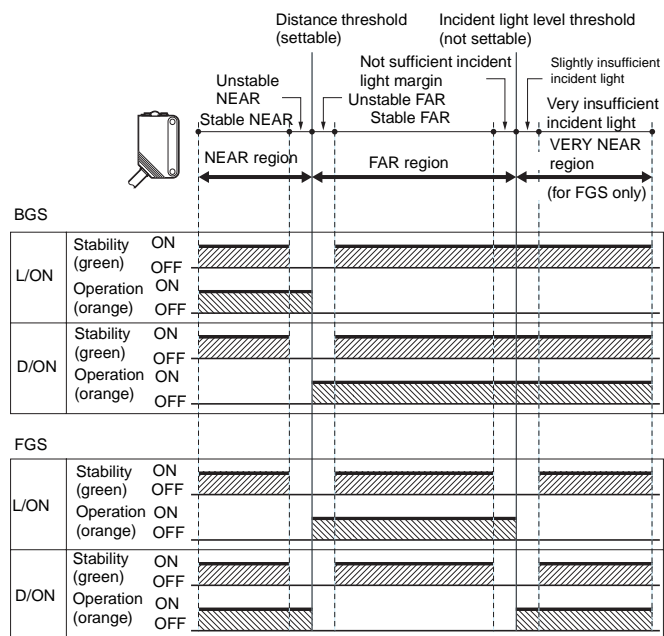 Distance threshold
(settable)
Incident light level threshold
(not settable)
Unstable
NEAR
Stable NEAR
Not sufficient incident
light margin
Unstable FAR
Stable FAR
Slightly insufficient
incident light
Very insufficient
incident light
NEAR region
FAR region
VERY NEAR
region
(for FGS only)
BGS
L/ON
Stability
(green)
ON
OFF
Operation
(orange)
ON
OFF
D/ON
Stability
(green)
ON
OFF
Operation
(orange)
ON
OFF
FGS
L/ON
Stability
(green)
ON
OFF
Operation
(orange)
ON
OFF
D/ON
Stability
(green)
ON
OFF
Operation
(orange)
ON
OFF